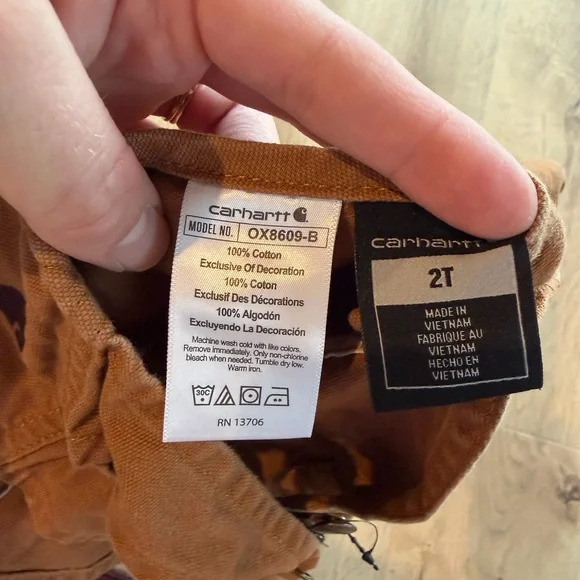 carhartt
MODEL NO. OX8609-B
100% Cotton
Exclusive Of Decoration
100% Coton
Exclusif Des Décorations
100% Algodón
Excluyendo La Decoración
Machine wash cold with like colors.
Remove immediately. Only non-chlorine
bleach when needed. Tumble dry low.
Warm iron.
30C
RN 13706
carhartt
2T
MADE IN
VIETNAM
FABRIQUE AU
VIETNAM
HECHO EN
VIETNAM